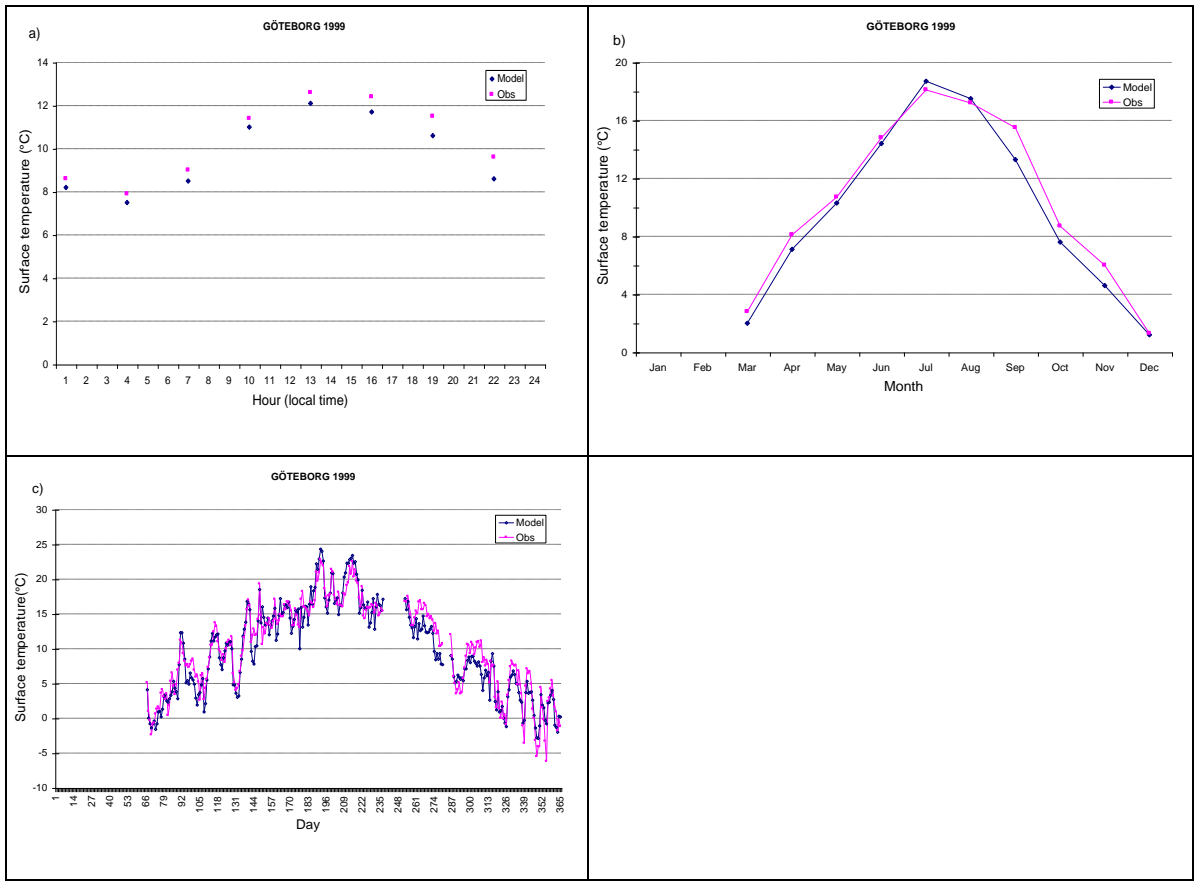 a)
GÖTEBORG 1999
Surface temperature (°C)
14
12
10
8
6
4
2
0
Model
Obs
1 2 3 4 5 6 7 8 9 10 11 12 13 14 15 16 17 18 19 20 21 22 23 24
Hour (local time)
b)
GÖTEBORG 1999
Surface temperature (°C)
20
16
12
8
4
0
Model
Obs
Jan Feb Mar Apr May Jun Jul Aug Sep Oct Nov Dec
Month
c)
GÖTEBORG 1999
Surface temperature(°C)
30
25
20
15
10
5
0
-5
-10
Model
Obs
1 14 27 40 53 66 79 92 105 118 131 144 157 170 183 196 209 222 235 248 261 274 287 300 313 326 339 352 365
Day